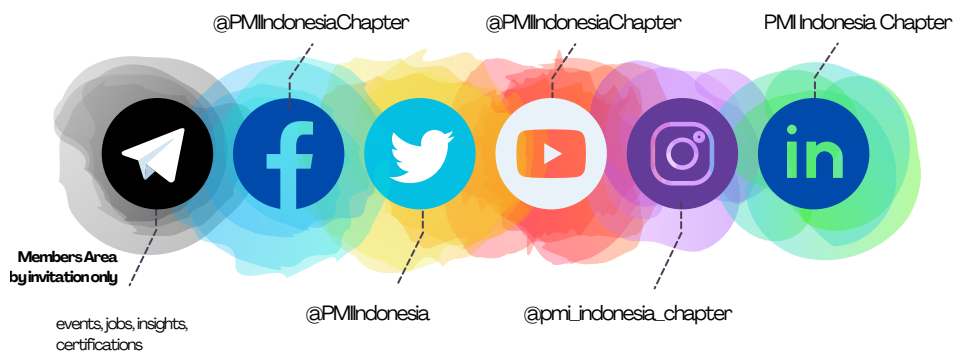 @PMIIndonesiaChapter
@PMIIndonesiaChapter
PMI Indonesia Chapter
Members Area
by invitation only
events, jobs, insights,
certifications
@PMIIndonesia
@pmi_indonesia_chapter